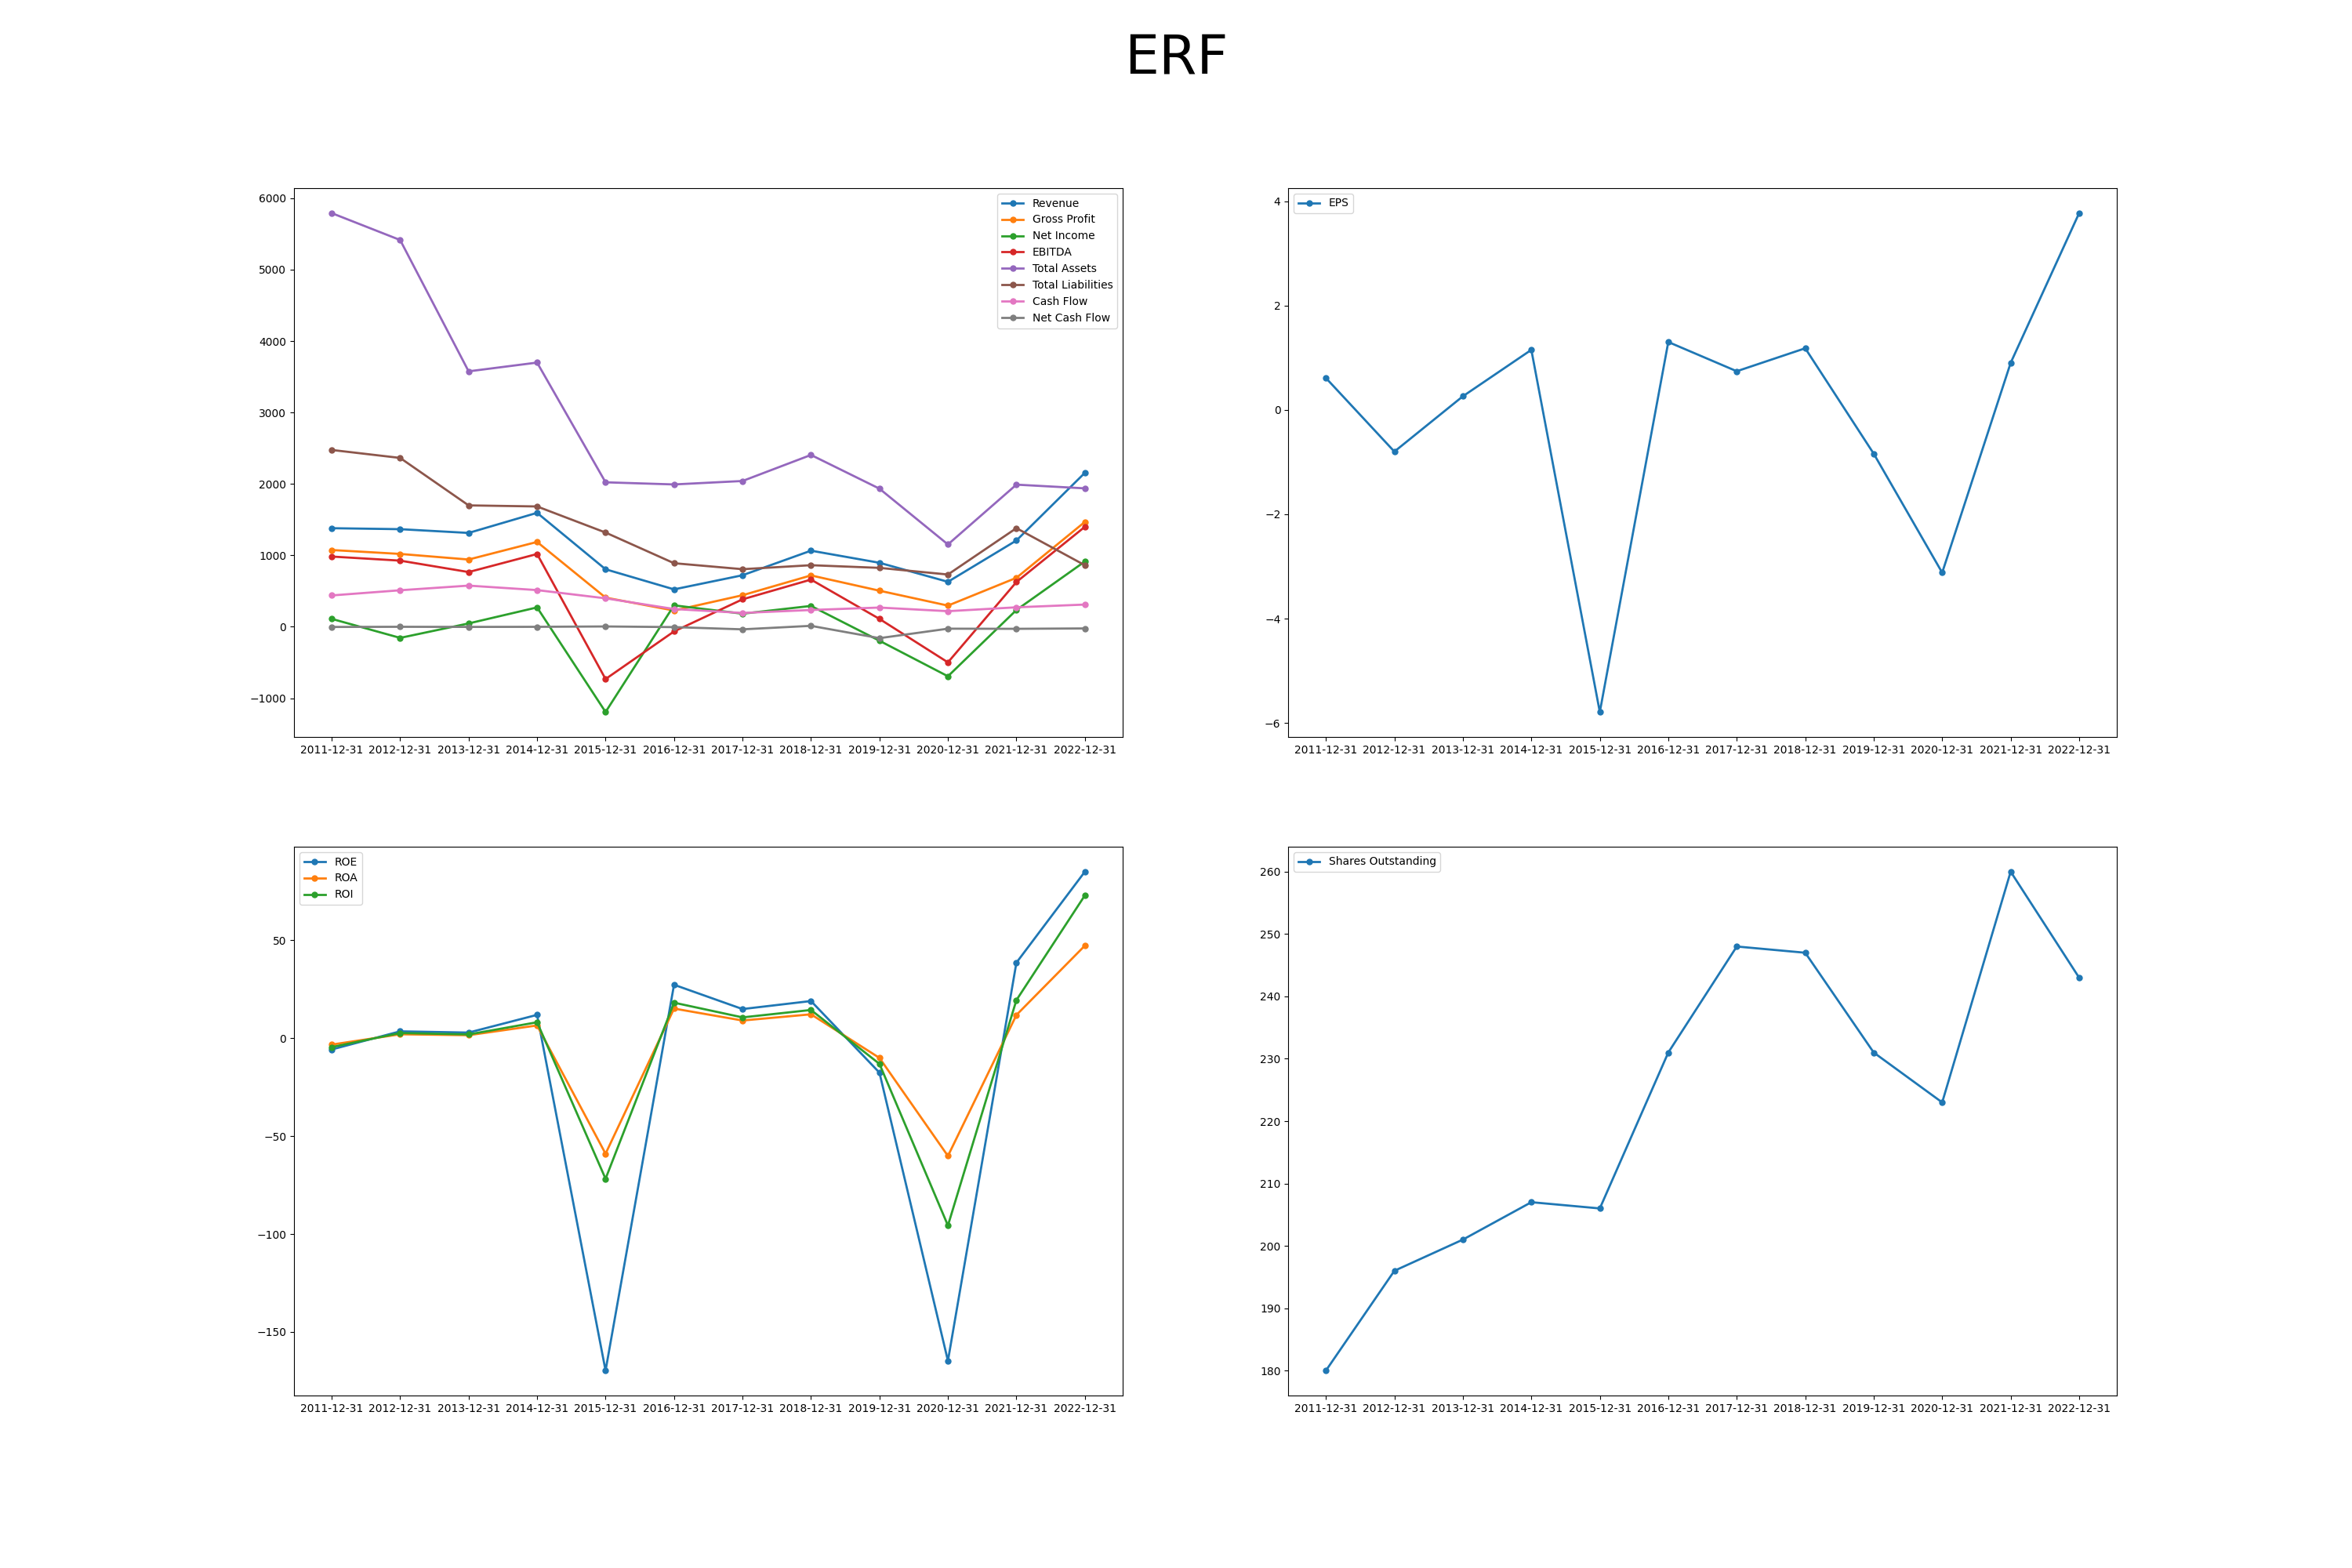 ERF
6000
5000
4000
3000
2000
1000
0
−1000
Revenue
Gross Profit
Net Income
EBITDA
Total Assets
Total Liabilities
Cash Flow
Net Cash Flow
2011-12-31 2012-12-31 2013-12-31 2014-12-31 2015-12-31 2016-12-31 2017-12-31 2018-12-31 2019-12-31 2020-12-31 2021-12-31 2022-12-31
4
2
0
−2
−4
−6
EPS
2011-12-31 2012-12-31 2013-12-31 2014-12-31 2015-12-31 2016-12-31 2017-12-31 2018-12-31 2019-12-31 2020-12-31 2021-12-31 2022-12-31
50
0
−50
−100
−150
ROE
ROA
ROI
2011-12-31 2012-12-31 2013-12-31 2014-12-31 2015-12-31 2016-12-31 2017-12-31 2018-12-31 2019-12-31 2020-12-31 2021-12-31 2022-12-31
260
250
240
230
220
210
200
190
180
Shares Outstanding
2011-12-31 2012-12-31 2013-12-31 2014-12-31 2015-12-31 2016-12-31 2017-12-31 2018-12-31 2019-12-31 2020-12-31 2021-12-31 2022-12-31